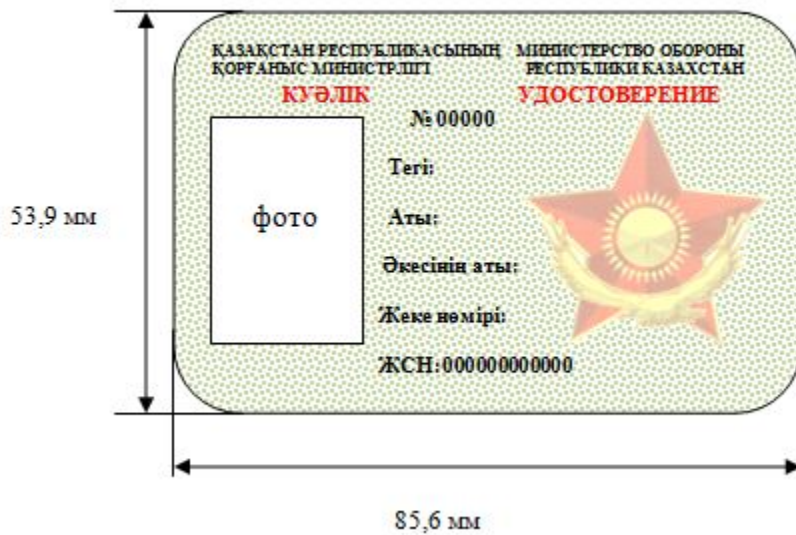 ҚАЗАҚСТАН РЕСПУБЛИКАСЫНЫҢ МИНИСТЕРСТВО ОБОРОНЫ
ҚОРҒАНЫС МИНИСТРЛІГІ РЕСПУБЛИКИ КАЗАХСТАН
КУӘЛІК УДОСТОВЕРЕНИЕ
№ 00000
Тегі:
53,9 мм
фото
Аты:
Әкесінің аты:
Жеке нөмірі:
ЖСН:000000000000
85,6 мм